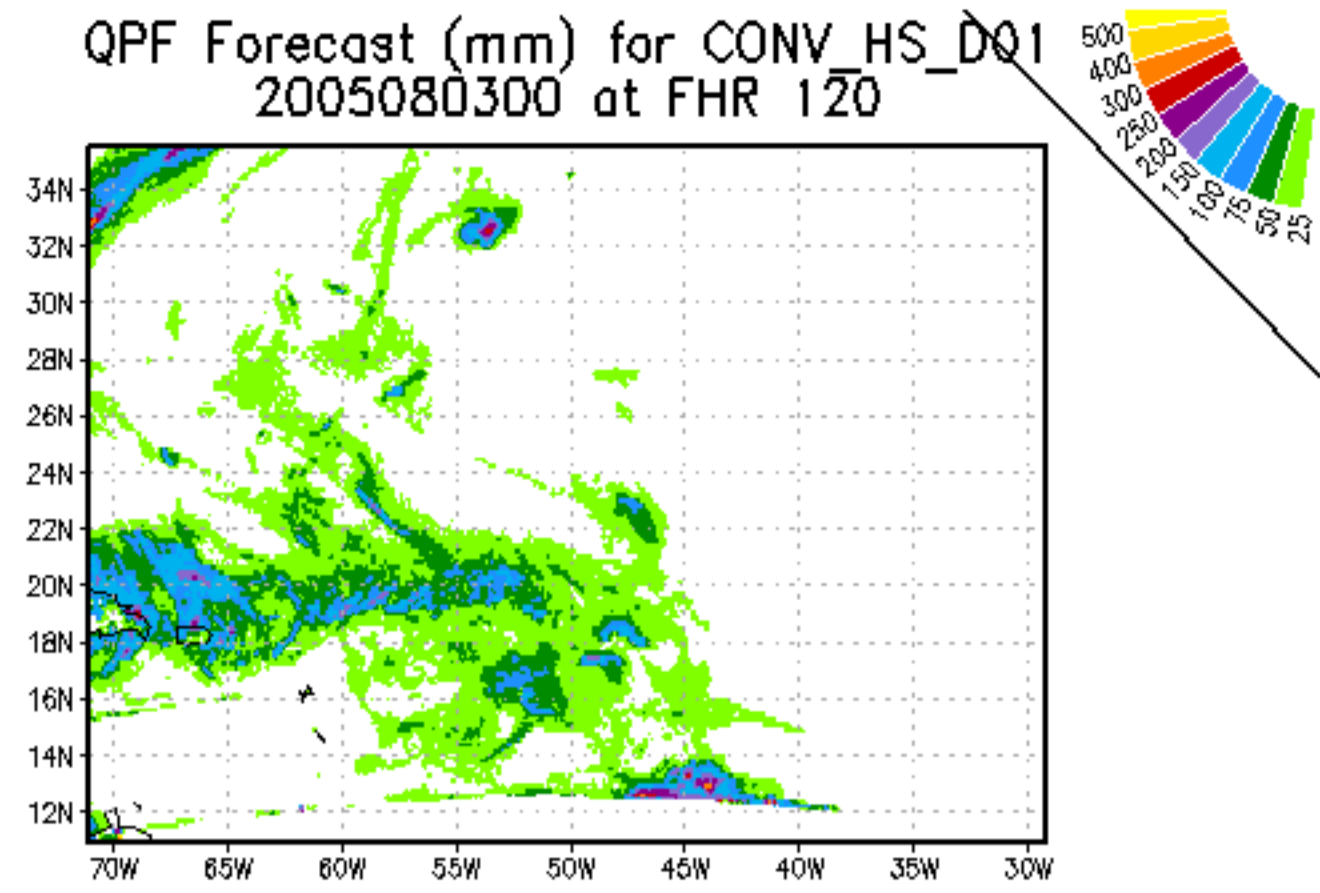 QPF Forecast (mm) for CONV_HS_D01
2005080300 at FHR 120
500
400
300
250
200
150
100
75
50
25
34N
32N
30N
28N
26N
24N
22N
20N
18N
16N
14N
12N
70W 65W 60W 55W 50W 45W 40W 35W 30W